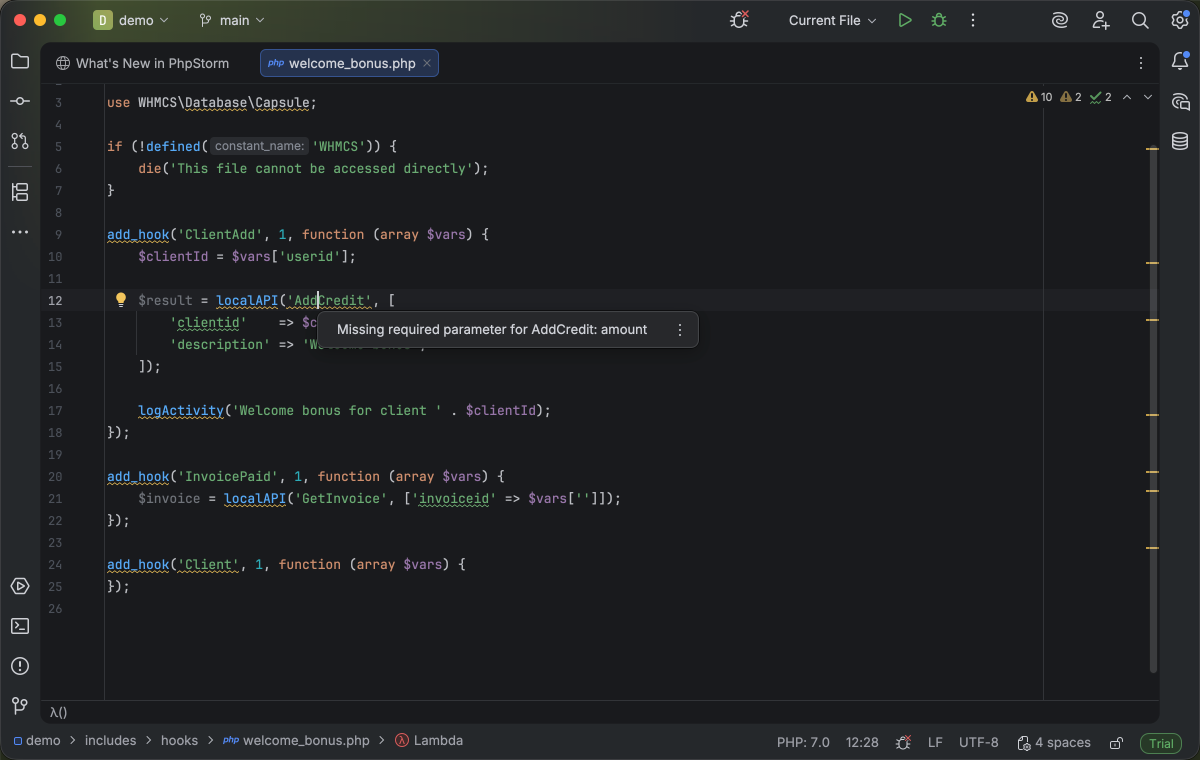 D demo main Current File
What's New in PhpStorm php welcome_bonus.php
10 2 2
3 use WHMCS\Database\Capsule;
4
5 if (!defined( constant_name: 'WHMCS')) {
6 die('This file cannot be accessed directly');
7 }
8
9 add_hook('ClientAdd', 1, function (array $vars) {
10 $clientId = $vars['userid'];
11
12 $result = localAPI('AddCredit', [
13 'clientid' => $c
Missing required parameter for AddCredit: amount
14 'description' =>
15 ]);
16
17 logActivity('Welcome bonus for client ' . $clientId);
18 });
19
20 add_hook('InvoicePaid', 1, function (array $vars) {
21 $invoice = localAPI('GetInvoice', ['invoiceid' => $vars['']]);
22 });
23
24 add_hook('Client', 1, function (array $vars) {
25 });
26
λ()
demo > includes > hooks > php welcome_bonus.php > λ Lambda PHP: 7.0 12:28 LF UTF-8 4 spaces Trial